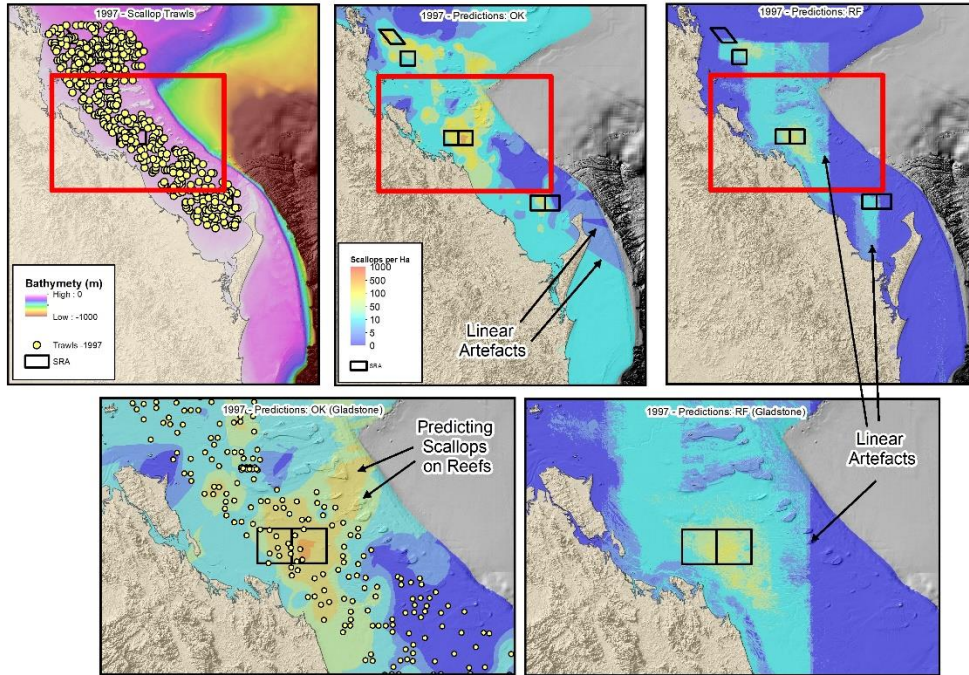 1997 - Scallop Trawls
Bathymety (m)
High : 0
Low : -1000
Trawls -1997
SRA
1997 - Predictions: OK
Scallops per Ha
1000
500
100
50
10
5
0
SRA
Linear
Artefacts
1997 - Predictions: RF
1997 - Predictions: OK (Gladstone)
Predicting
Scallops
on Reefs
1997 - Predictions: RF (Gladstone)
Linear
Artefacts